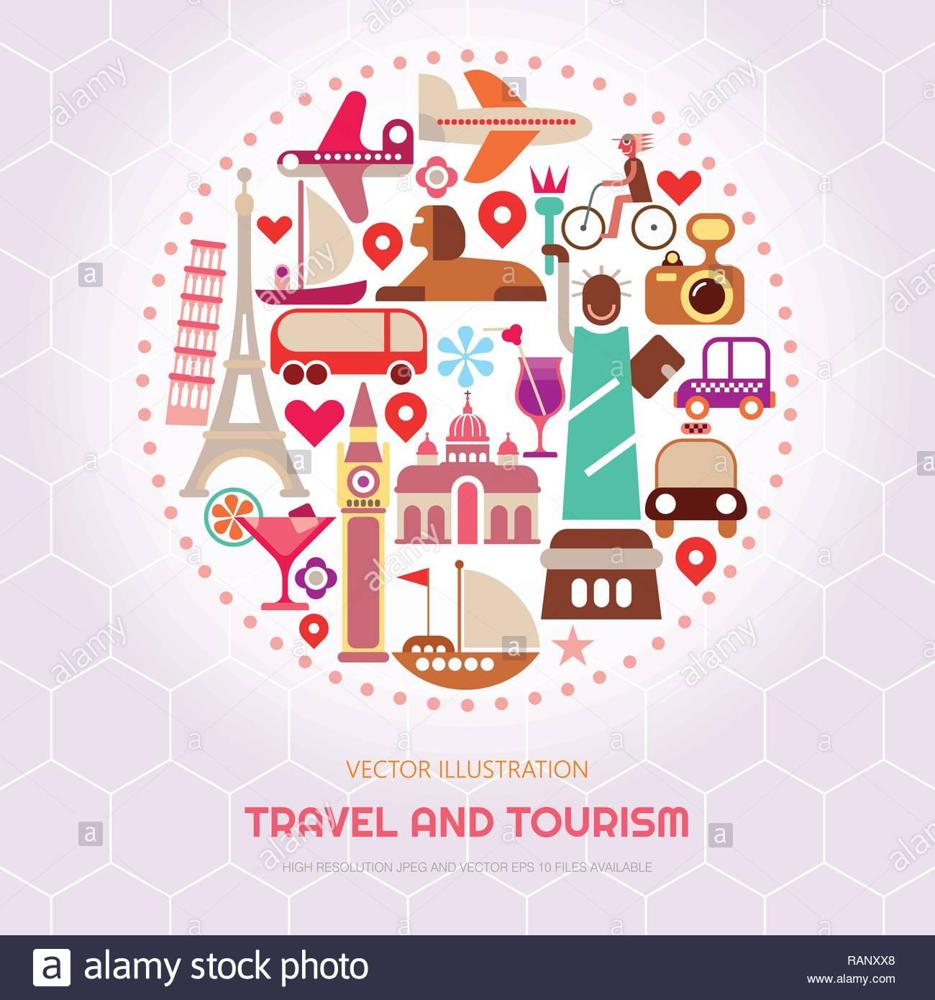 VECTOR ILLUSTRATION
TRAVEL AND TOURISM
HIGH RESOLUTION JPEG AND VECTOR EPS 10 FILES AVAILABLE
a alamy stock photo
RANXX8
www.alamy.com